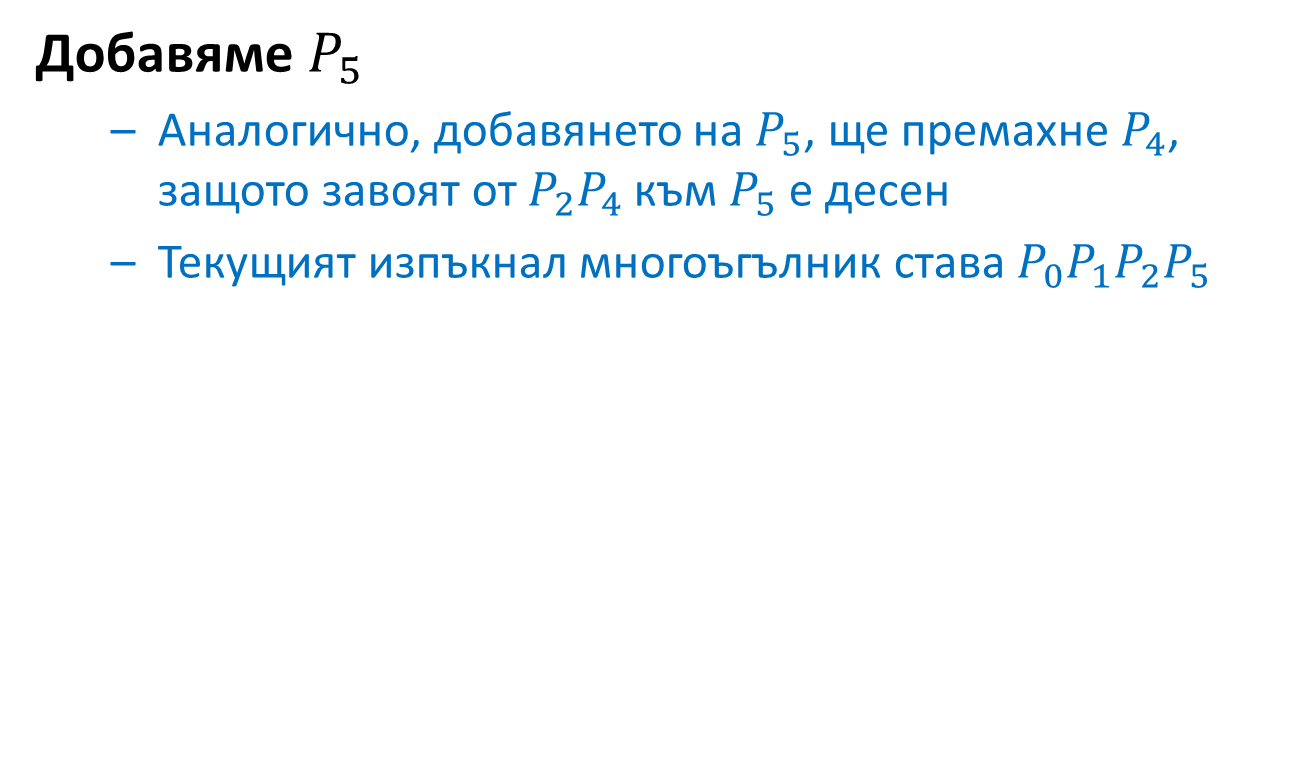 Добавяме P₅
– Аналогично, добавянето на P₅, ще премахне P₄,
защото завоят от P₂P₄ към P₅ е десен
– Текущият изпъкнал многоъгълник става P₀P₁P₂P₅